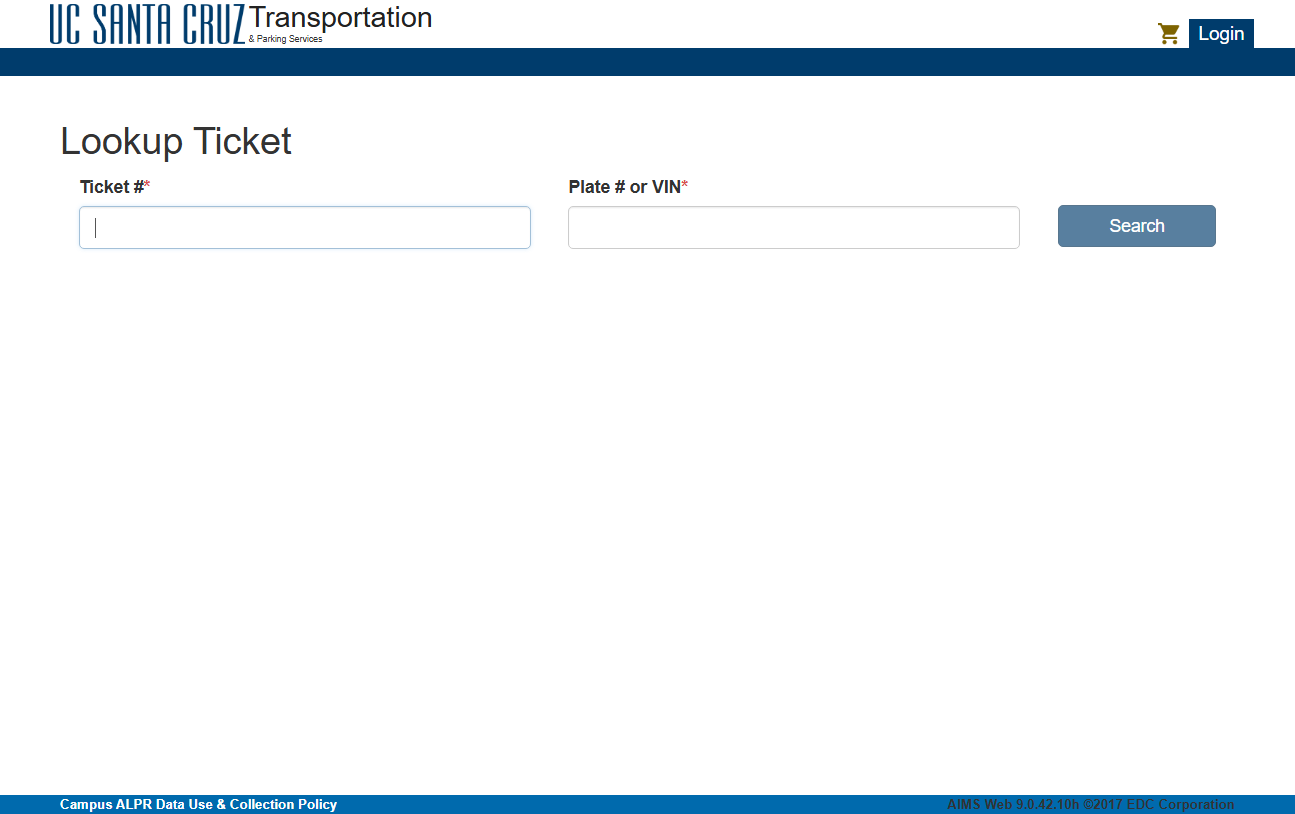 UC SANTA CRUZ Transportation
& Parking Services
Login
Lookup Ticket
Ticket #*
Plate # or VIN*
Search
Campus ALPR Data Use & Collection Policy
AIMS Web 9.0.42.10h ©2017 EDC Corporation